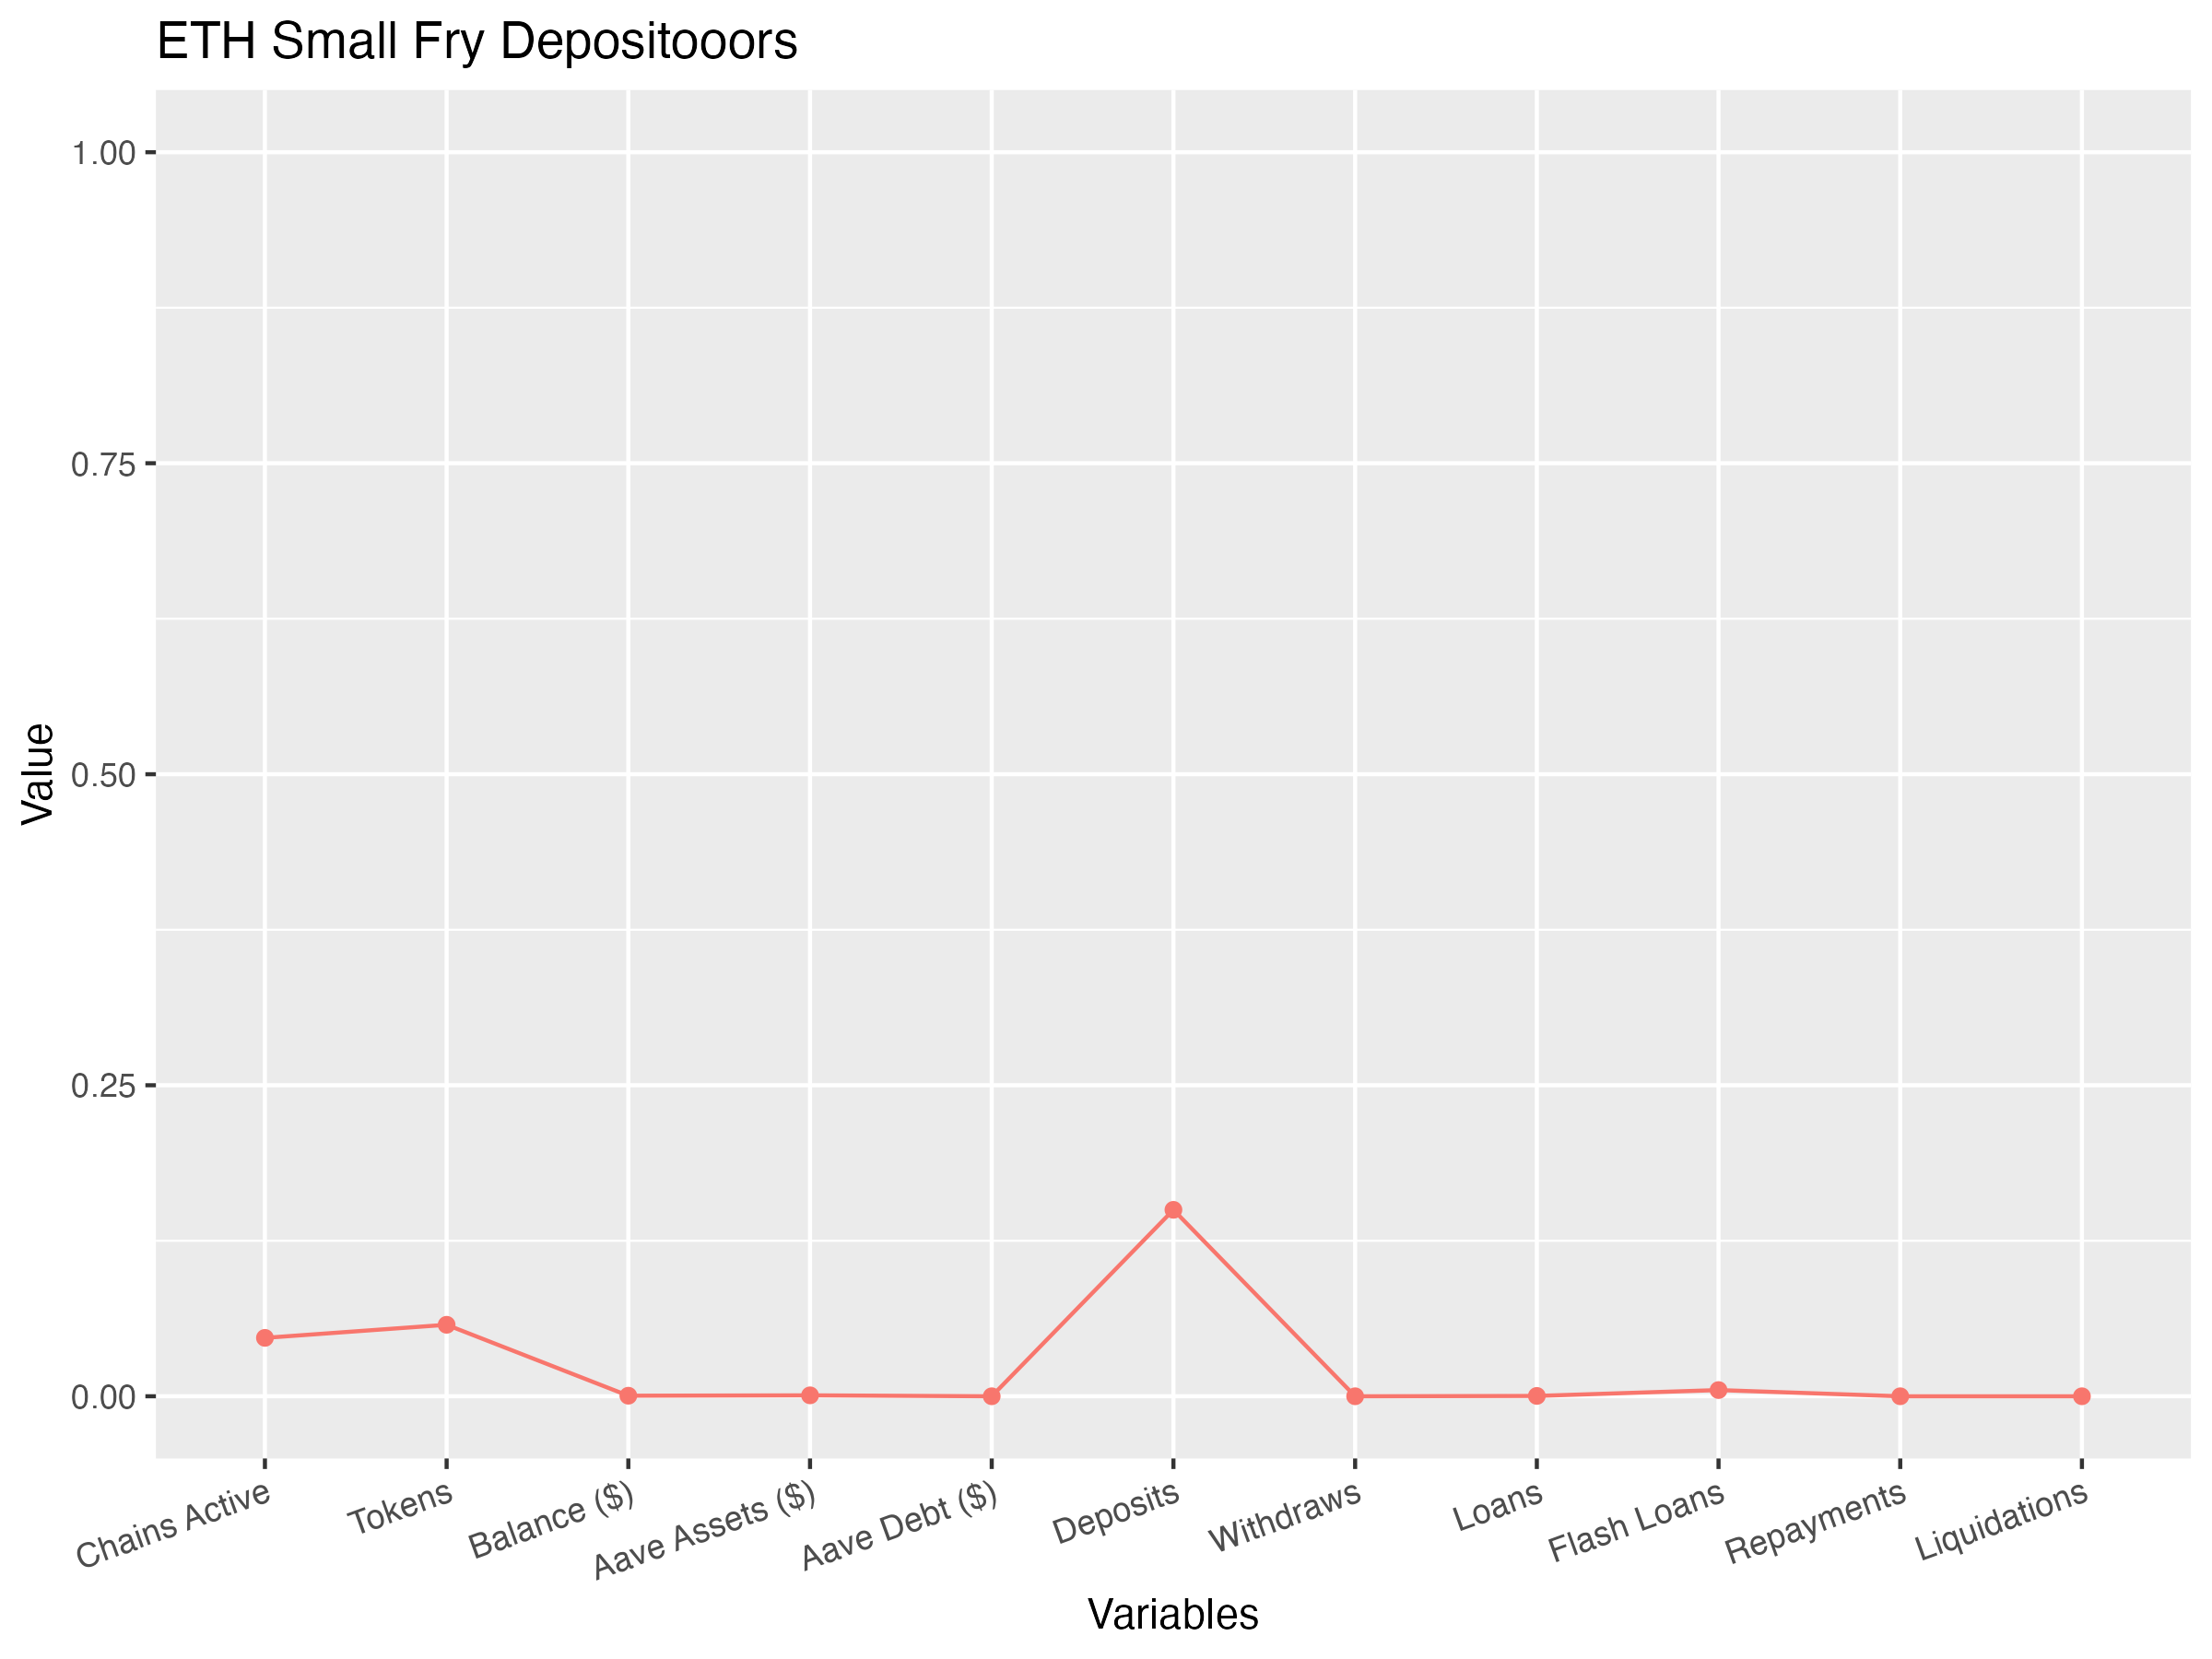 ETH Small Fry Depositooors
1.00
0.75
0.50
0.25
0.00
Value
Chains Active
Tokens
Balance ($)
Aave Assets ($)
Aave Debt ($)
Deposits
Withdraws
Loans
Flash Loans
Repayments
Liquidations
Variables